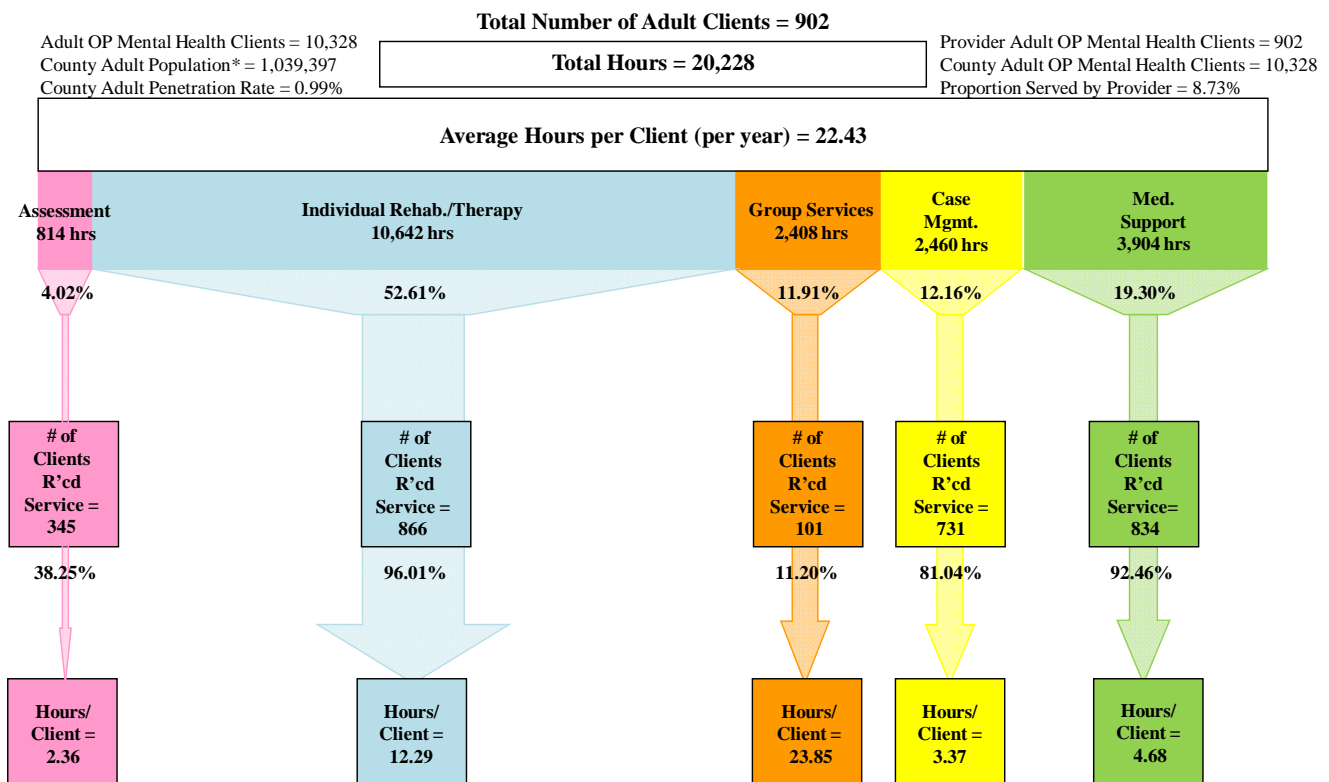 Total Number of Adult Clients = 902
Adult OP Mental Health Clients = 10,328
County Adult Population* = 1,039,397
County Adult Penetration Rate = 0.99%
Total Hours = 20,228
Provider Adult OP Mental Health Clients = 902
County Adult OP Mental Health Clients = 10,328
Proportion Served by Provider = 8.73%
Average Hours per Client (per year) = 22.43
Assessment
814 hrs
Individual Rehab./Therapy
10,642 hrs
Group Services
2,408 hrs
Case
Mgmt.
2,460 hrs
Med.
Support
3,904 hrs
4.02%
52.61%
11.91%
12.16%
19.30%
# of
Clients
R'cd
Service =
345
# of
Clients
R'cd
Service =
866
# of
Clients
R'cd
Service =
101
# of
Clients
R'cd
Service =
731
# of
Clients
R'cd
Service=
834
38.25%
96.01%
11.20%
81.04%
92.46%
Hours/
Client =
2.36
Hours/
Client =
12.29
Hours/
Client =
23.85
Hours/
Client =
3.37
Hours/
Client =
4.68